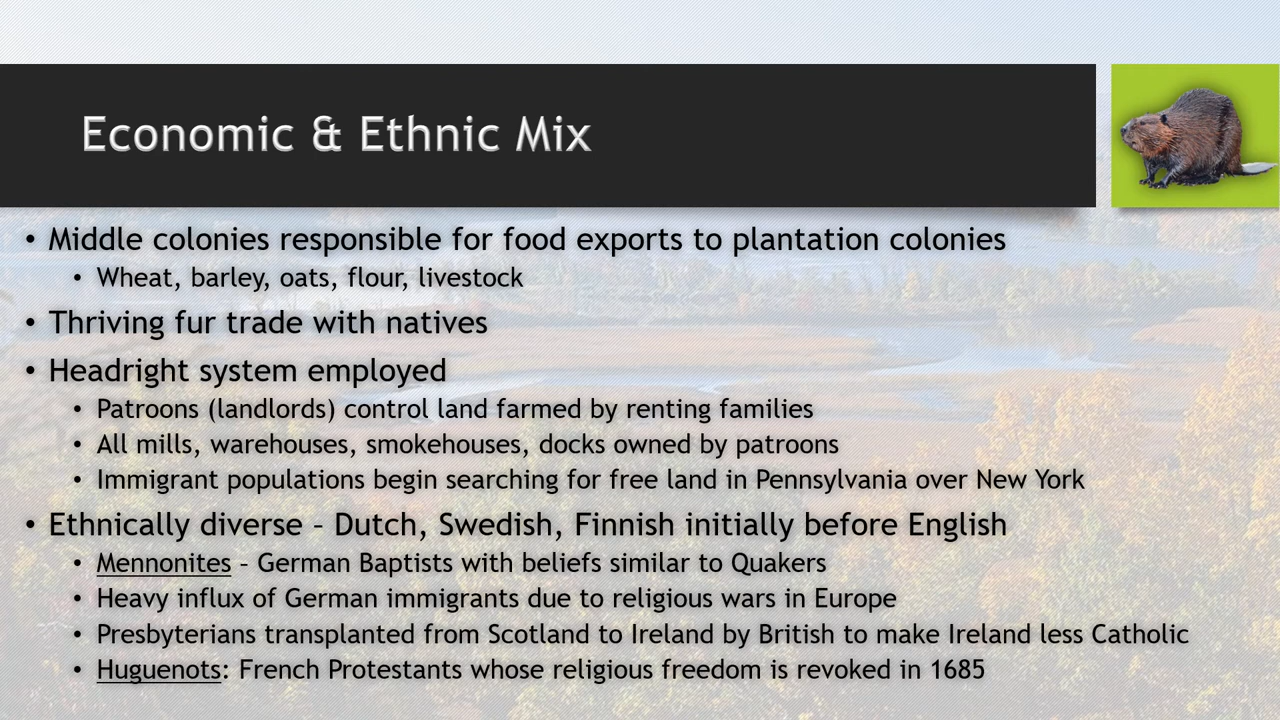 Economic & Ethnic Mix
• Middle colonies responsible for food exports to plantation colonies
• Wheat, barley, oats, flour, livestock
• Thriving fur trade with natives
• Headright system employed
• Patroons (landlords) control land farmed by renting families
• All mills, warehouses, smokehouses, docks owned by patroons
• Immigrant populations begin searching for free land in Pennsylvania over New York
• Ethnically diverse – Dutch, Swedish, Finnish initially before English
• Mennonites – German Baptists with beliefs similar to Quakers
• Heavy influx of German immigrants due to religious wars in Europe
• Presbyterians transplanted from Scotland to Ireland by British to make Ireland less Catholic
• Huguenots: French Protestants whose religious freedom is revoked in 1685